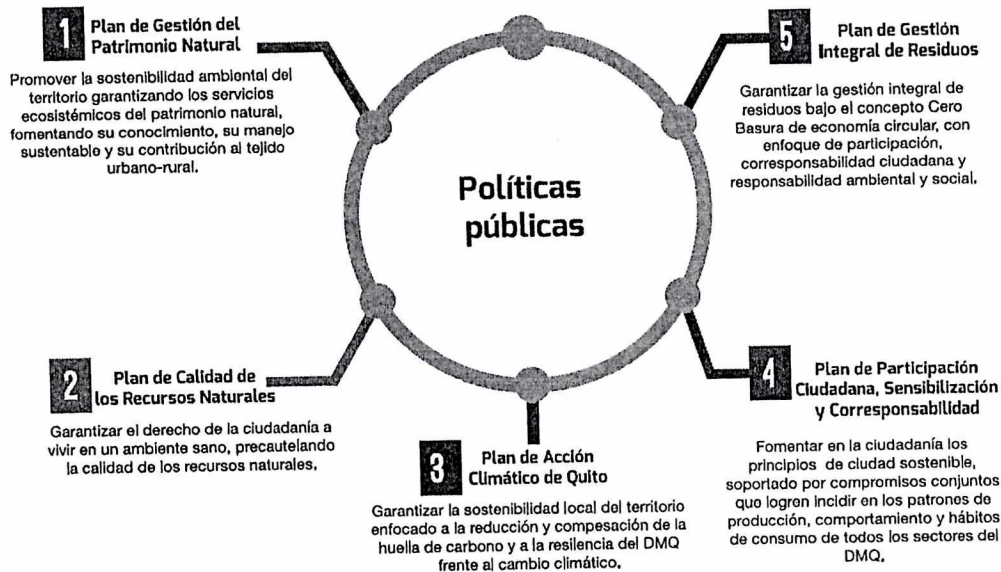 1
Plan de Gestión del
Patrimonio Natural
Promover la sostenibilidad ambiental del
territorio garantizando los servicios
ecosistémicos del patrimonio natural,
fomentando su conocimiento, su manejo
sustentable y su contribución al tejido
urbano-rural.
2
Plan de Calidad de
los Recursos Naturales
Garantizar el derecho de la ciudadanía a
vivir en un ambiente sano, precautelando
la calidad de los recursos naturales.
Políticas
públicas
3
Plan de Acción
Climático de Quito
Garantizar la sostenibilidad local del territorio
enfocado a la reducción y compesación de la
huella de carbono y a la resilencia del DMQ
frente al cambio climático.
4
Plan de Participación
Ciudadana, Sensibilización
y Corresponsabilidad
Fomentar en la ciudadanía los
principios de ciudad sostenible,
soportado por compromisos conjuntos
que logren incidir en los patrones de
producción, comportamiento y hábitos
de consumo de todos los sectores del
DMQ.
5
Plan de Gestión
Integral de Residuos
Garantizar la gestión integral de
residuos bajo el concepto Cero
Basura de economía circular, con
enfoque de participación,
corresponsabilidad ciudadana y
responsabilidad ambiental y social.